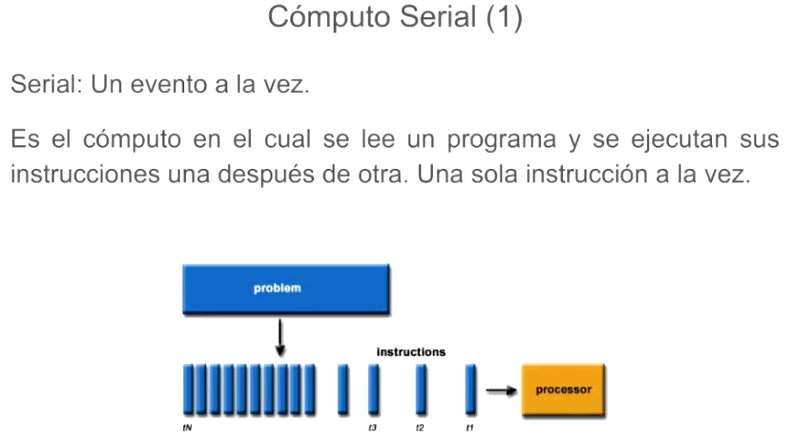 Cómputo Serial (1)
Serial: Un evento a la vez.
Es el cómputo en el cual se lee un programa y se ejecutan sus
instrucciones una después de otra. Una sola instrucción a la vez.
problem
instructions
processor
tN t3 t2 t1